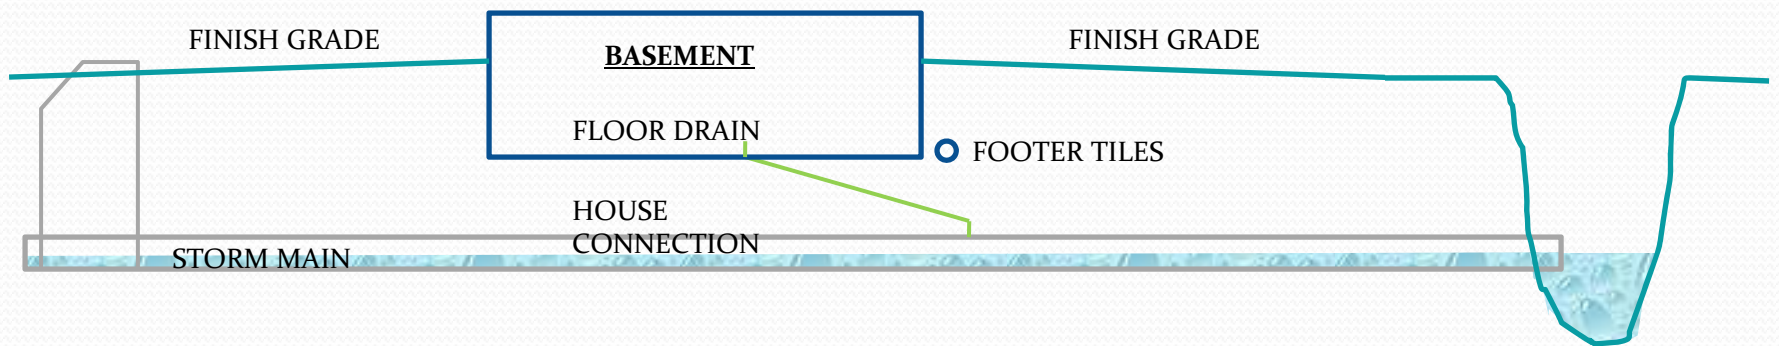 FINISH GRADE
BASEMENT
FINISH GRADE
FLOOR DRAIN
FOOTER TILES
HOUSE
CONNECTION
STORM MAIN